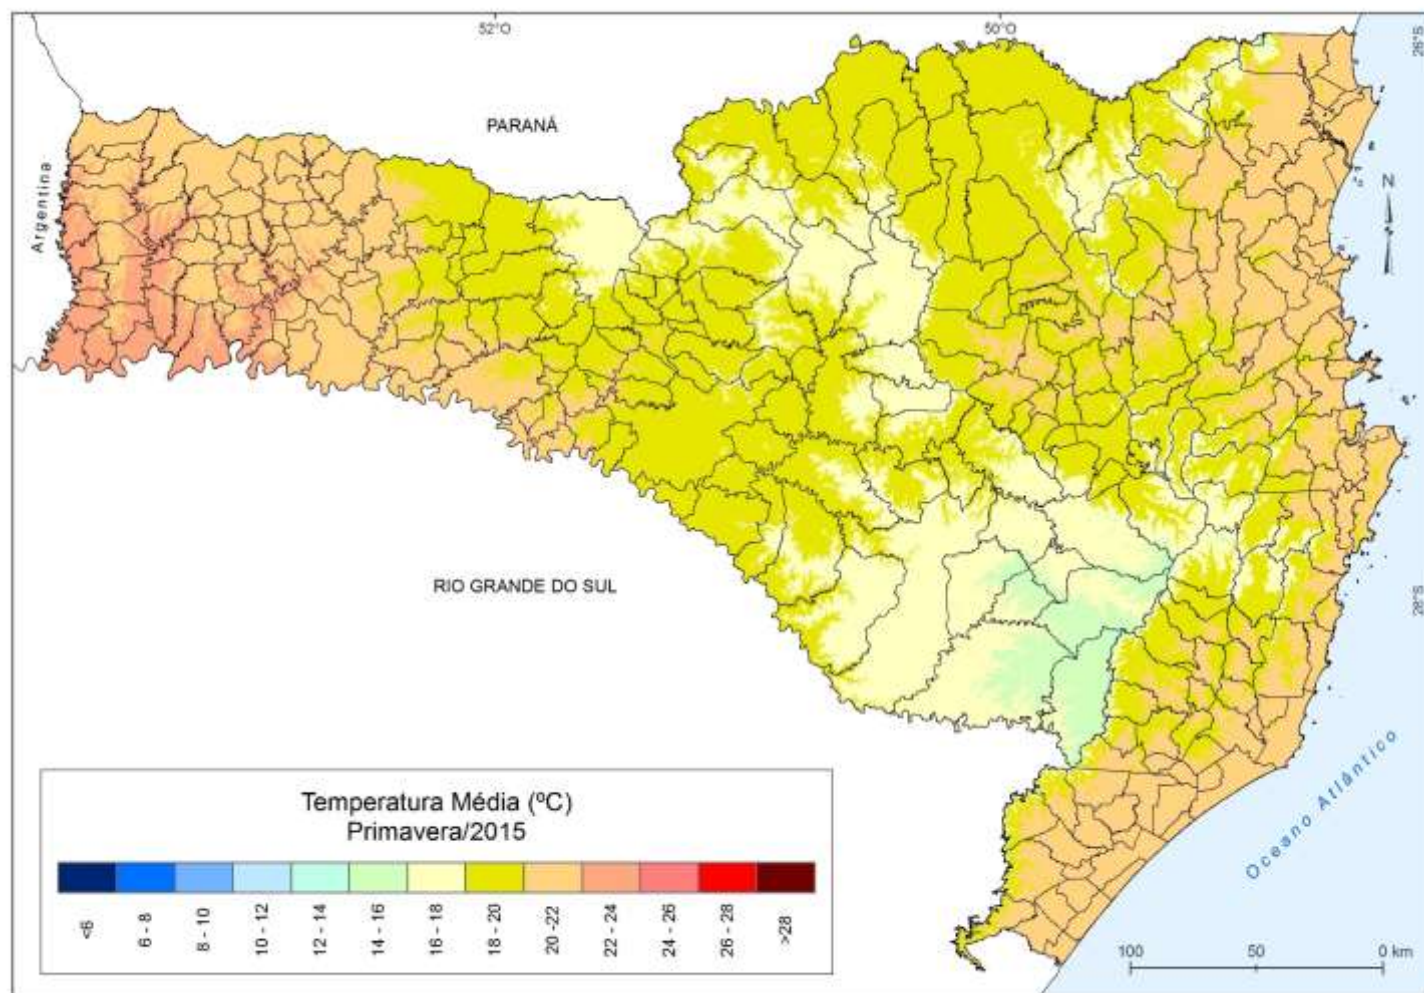 52°O
50°O
26°S
PARANÁ
Argentina
N
RIO GRANDE DO SUL
28°S
Oceano Atlântico
Temperatura Média (ºC)
Primavera/2015
<6
6 - 8
8 - 10
10 - 12
12 - 14
14 - 16
16 - 18
18 - 20
20 -22
22 - 24
24 - 26
26 - 28
>28
100 50 0 km